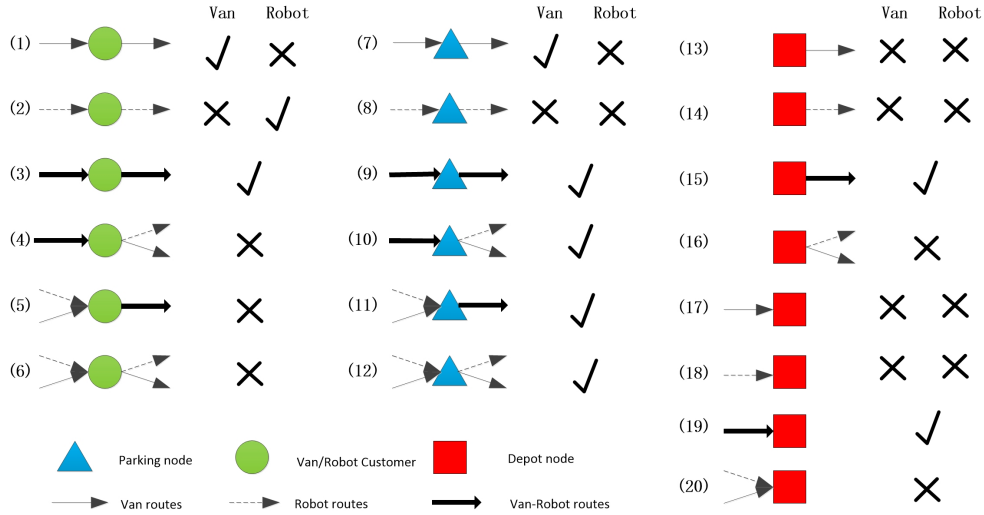 Van Robot Van Robot Van Robot
(1) (7) (13)
(2) (8) (14)
(3) (9) (15)
(4) (10) (16)
(5) (11) (17)
(6) (12) (18)
(19)
(20)
Parking node Van/Robot Customer Depot node
Van routes Robot routes Van-Robot routes